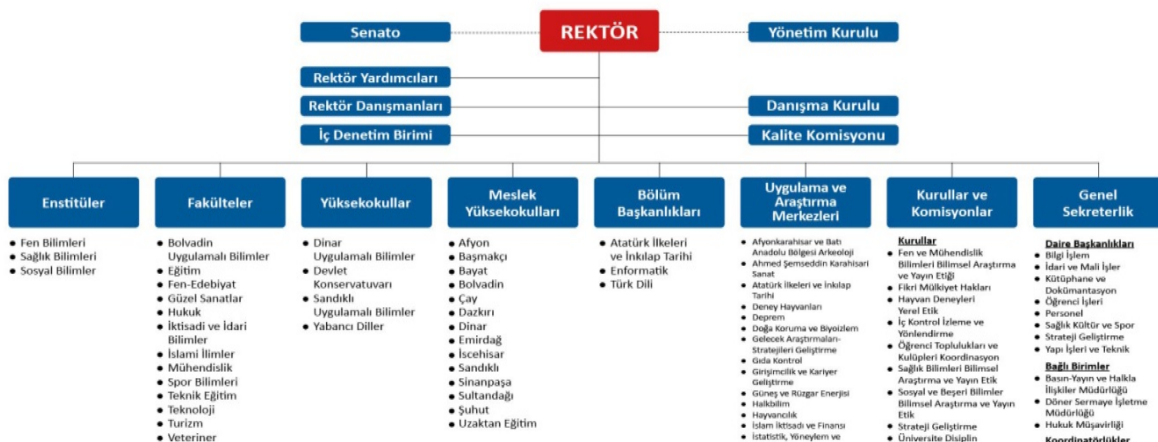 Senato
REKTÖR
Yönetim Kurulu
Rektör Yardımcıları
Rektör Danışmanları
Danışma Kurulu
İç Denetim Birimi
Kalite Komisyonu
Enstitüler
● Fen Bilimleri
● Sağlık Bilimleri
● Sosyal Bilimler
Fakülteler
● Bolvadin
Uygulamalı Bilimler
● Eğitim
● Fen-Edebiyat
● Güzel Sanatlar
● Hukuk
● İktisadi ve İdari
Bilimler
● İslami İlimler
● Mühendislik
● Spor Bilimleri
● Teknik Eğitim
● Teknoloji
● Turizm
● Veteriner
Yüksekokullar
● Dinar
Uygulamalı Bilimler
● Devlet
Konservatuvarı
● Sandıklı
Uygulamalı Bilimler
● Yabancı Diller
Meslek
Yüksekokulları
● Afyon
● Başmakçı
● Bayat
● Bolvadin
● Çay
● Dazkırı
● Dinar
● Emirdağ
● İscehisar
● Sandıklı
● Sinanpaşa
● Sultandağı
● Şuhut
● Uzaktan Eğitim
Bölüm
Başkanlıkları
● Atatürk İlkeleri
ve İnkılap Tarihi
● Enformatik
● Türk Dili
Uygulama ve
Araştırma
Merkezleri
● Afyonkarahisar ve Batı
Anadolu Bölgesi Arkeoloji
● Ahmed Şemseddin Karahisari
Sanat
● Atatürk İlkeleri ve İnkılap
Tarihi
● Deney Hayvanları
● Deprem
● Doğa Koruma ve Biyoizlem
● Gelecek Araştırmaları-
Stratejileri Geliştirme
● Gıda Kontrol
● Girişimcilik ve Kariyer
Geliştirme
● Güneş ve Rüzgar Enerjisi
● Halkbilim
● Hayvancılık
● İslam İktisadı ve Finansı
● İstatistik, Yöneylem ve
Kurullar ve
Komisyonlar
Kurullar
● Fen ve Mühendislik
Bilimleri Bilimsel Araştırma
ve Yayın Etiği
● Fikri Mülkiyet Hakları
● Hayvan Deneyleri
Yerel Etik
● İç Kontrol İzleme ve
Yönlendirme
● Öğrenci Toplulukları ve
Kulüpleri Koordinasyon
● Sağlık Bilimleri Bilimsel
Araştırma ve Yayın Etik
● Sosyal ve Beşeri Bilimler
Bilimsel Araştırma ve Yayın
Etik
● Strateji Geliştirme
● Üniversite Disiplin
Genel
Sekreterlik
Daire Başkanlıkları
● Bilgi İşlem
● İdari ve Mali İşler
● Kütüphane ve
Dokümantasyon
● Öğrenci İşleri
● Personel
● Sağlık Kültür ve Spor
● Strateji Geliştirme
● Yapı İşleri ve Teknik
Bağlı Birimler
● Basın-Yayın ve Halkla
İlişkiler Müdürlüğü
● Döner Sermaye İşletme
Müdürlüğü
● Hukuk Müşavirliği
Koordinatörlükler